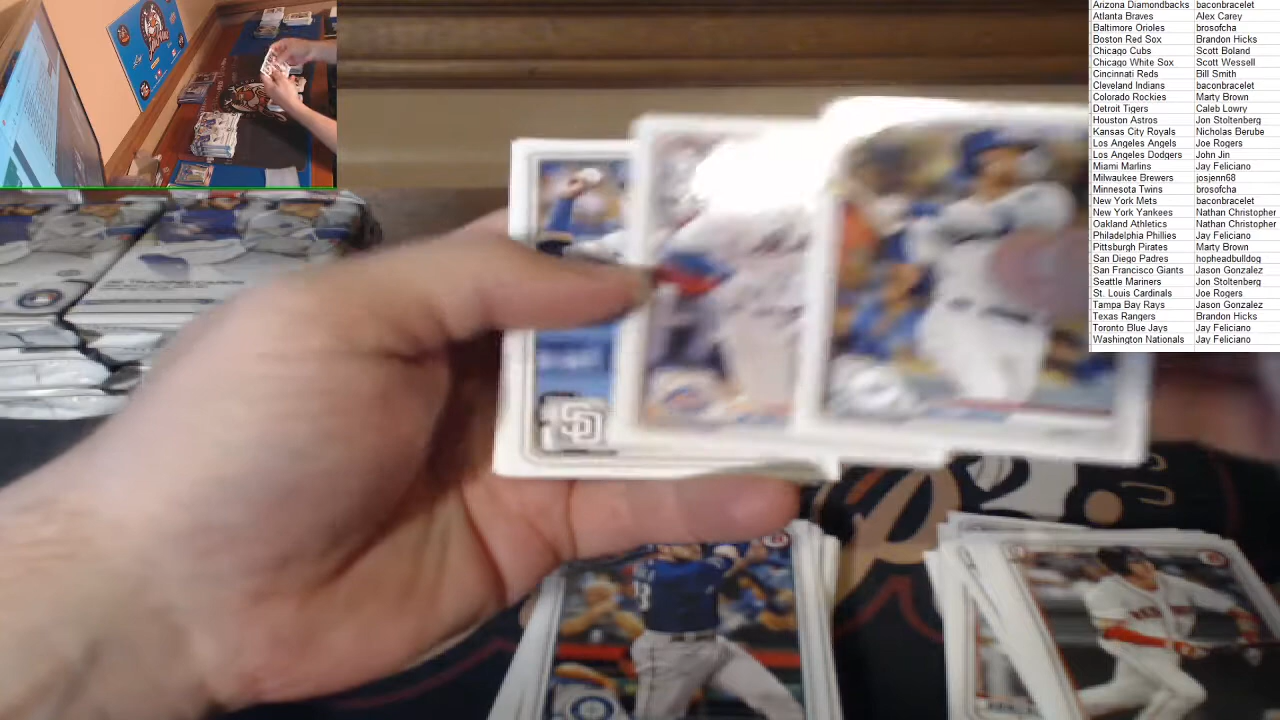 Arizona Diamondbacks baconbracelet
Atlanta Braves Alex Carey
Baltimore Orioles brosofcha
Boston Red Sox Brandon Hicks
Chicago Cubs Scott Boland
Chicago White Sox Scott Wessell
Cincinnati Reds Bill Smith
Cleveland Indians baconbracelet
Colorado Rockies Marty Brown
Detroit Tigers Caleb Lowry
Houston Astros Jon Stoltenberg
Kansas City Royals Nicholas Berube
Los Angeles Angels Joe Rogers
Los Angeles Dodgers John Jin
Miami Marlins Jay Feliciano
Milwaukee Brewers josjenn68
Minnesota Twins brosofcha
New York Mets baconbracelet
New York Yankees Nathan Christopher
Oakland Athletics Nathan Christopher
Philadelphia Phillies Jay Feliciano
Pittsburgh Pirates Marty Brown
San Diego Padres hopheadbulldog
San Francisco Giants Jason Gonzalez
Seattle Mariners Jon Stoltenberg
St. Louis Cardinals Joe Rogers
Tampa Bay Rays Jason Gonzalez
Texas Rangers Brandon Hicks
Toronto Blue Jays Jay Feliciano
Washington Nationals Jay Feliciano
SD